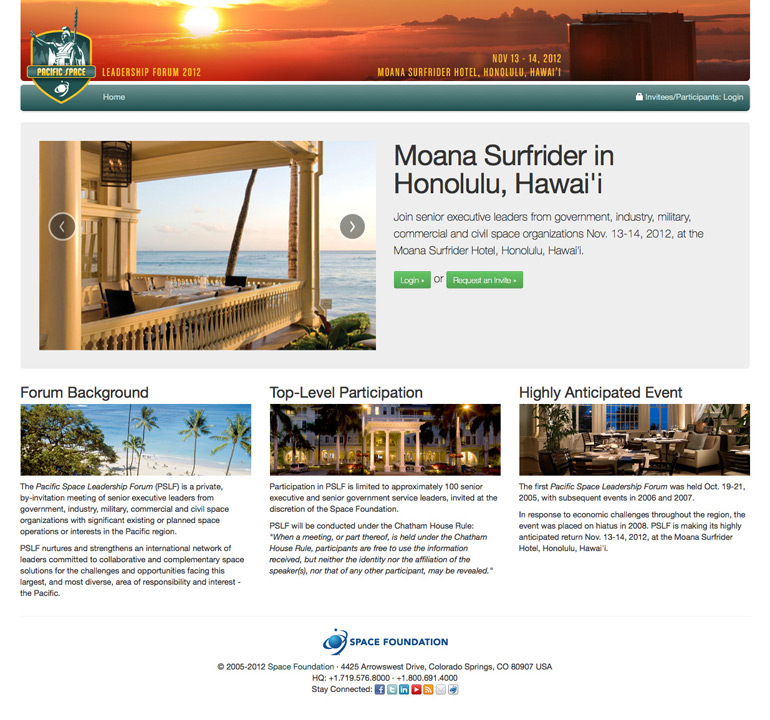 PACIFIC SPACE
LEADERSHIP FORUM 2012
NOV 13 - 14, 2012
MOANA SURFRIDER HOTEL, HONOLULU, HAWAI'I
Home
Invitees/Participants: Login
Moana Surfrider in
Honolulu, Hawai'i
Join senior executive leaders from government, industry, military,
commercial and civil space organizations Nov. 13-14, 2012, at the
Moana Surfrider Hotel, Honolulu, Hawai'i.
Login » or Request an Invite »
Forum Background
The Pacific Space Leadership Forum (PSLF) is a private,
by-invitation meeting of senior executive leaders from
government, industry, military, commercial and civil space
organizations with significant existing or planned space
operations or interests in the Pacific region.
PSLF nurtures and strengthens an international network of
leaders committed to collaborative and complementary space
solutions for the challenges and opportunities facing this
largest, and most diverse, area of responsibility and interest -
the Pacific.
Top-Level Participation
Participation in PSLF is limited to approximately 100 senior
executive and senior government service leaders, invited at the
discretion of the Space Foundation.
PSLF will be conducted under the Chatham House Rule:
"When a meeting, or part thereof, is held under the Chatham
House Rule, participants are free to use the information
received, but neither the identity nor the affiliation of the
speaker(s), nor that of any other participant, may be revealed."
Highly Anticipated Event
The first Pacific Space Leadership Forum was held Oct. 19-21,
2005, with subsequent events in 2006 and 2007.
In response to economic challenges throughout the region, the
event was placed on hiatus in 2008. PSLF is making its highly
anticipated return Nov. 13-14, 2012, at the Moana Surfrider
Hotel, Honolulu, Hawai'i.
SPACE FOUNDATION
© 2005-2012 Space Foundation · 4425 Arrowswest Drive, Colorado Springs, CO 80907 USA
HQ: +1.719.576.8000 · +1.800.691.4000
Stay Connected: